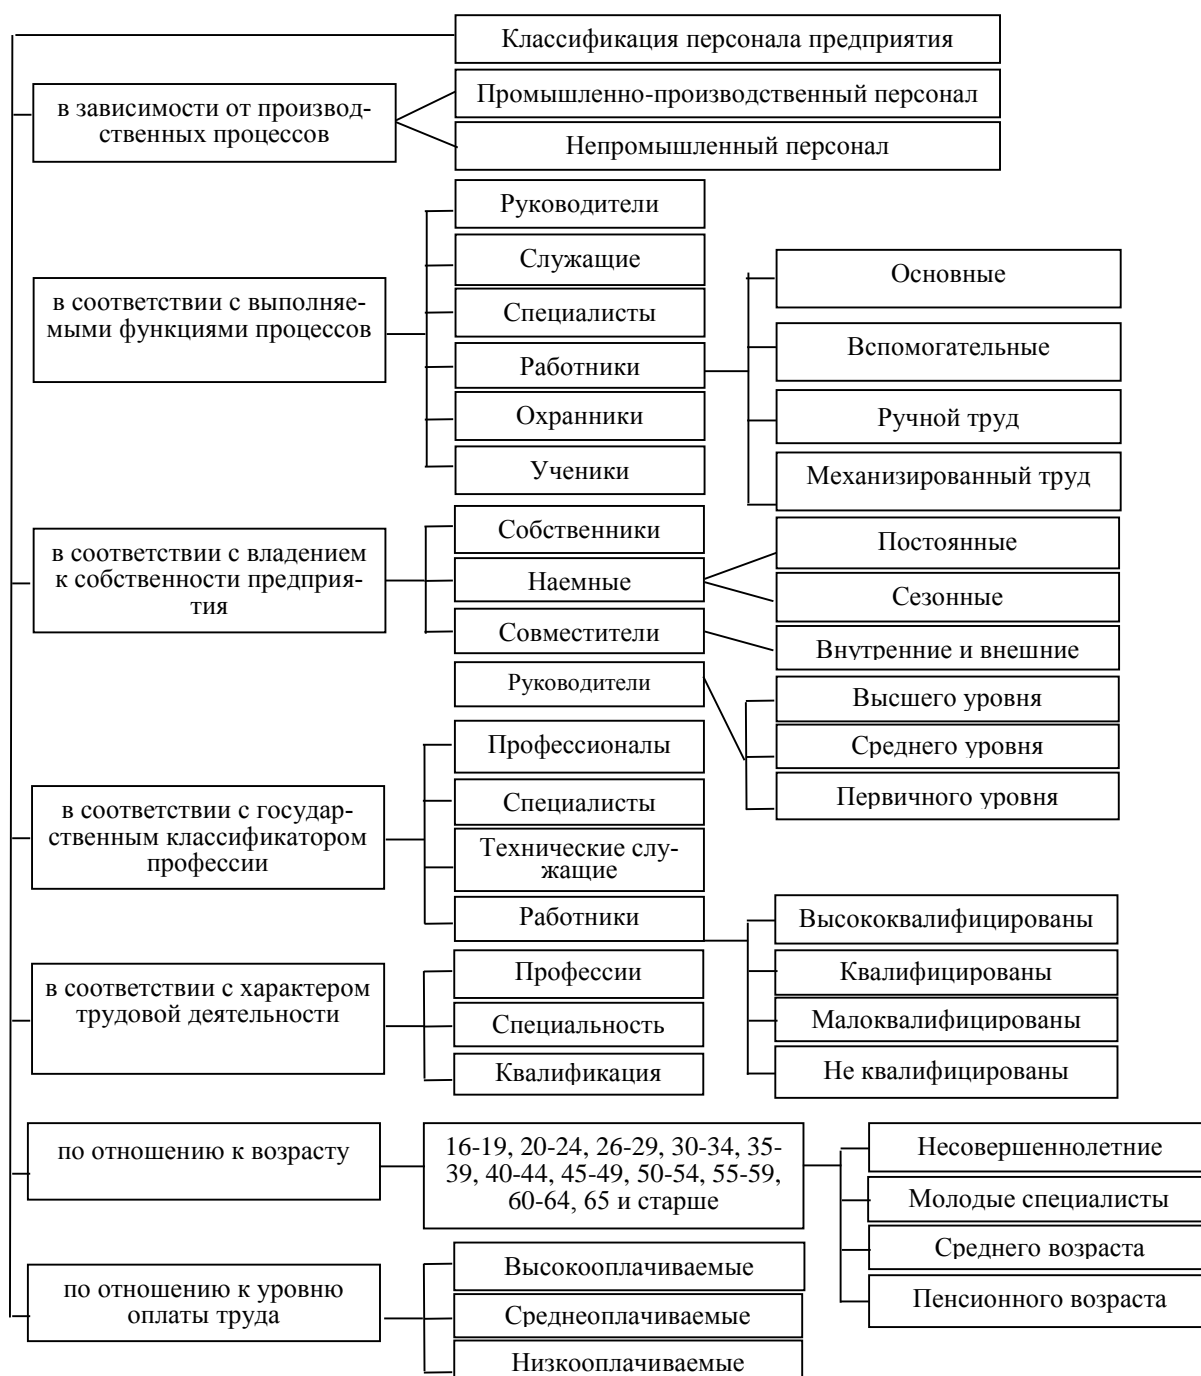 Классификация персонала предприятия
в зависимости от производ-
ственных процессов
Промышленно-производственный персонал
Непромышленный персонал
в соответствии с выполняе-
мыми функциями процессов
Руководители
Служащие
Специалисты
Работники
Охранники
Ученики
Основные
Вспомогательные
Ручной труд
Механизированный труд
в соответствии с владением
к собственности предприя-
тия
Собственники
Наемные
Совместители
Постоянные
Сезонные
Внутренние и внешние
в соответствии с государ-
ственным классификатором
профессии
Руководители
Профессионалы
Специалисты
Технические слу-
жащие
Работники
Высшего уровня
Среднего уровня
Первичного уровня
Высококвалифицированы
Квалифицированы
Малоквалифицированы
Не квалифицированы
в соответствии с характером
трудовой деятельности
Профессии
Специальность
Квалификация
по отношению к возрасту
16-19, 20-24, 26-29, 30-34, 35-
39, 40-44, 45-49, 50-54, 55-59,
60-64, 65 и старше
Несовершеннолетние
Молодые специалисты
Среднего возраста
Пенсионного возраста
по отношению к уровню
оплаты труда
Высокооплачиваемые
Среднеоплачиваемые
Низкооплачиваемые